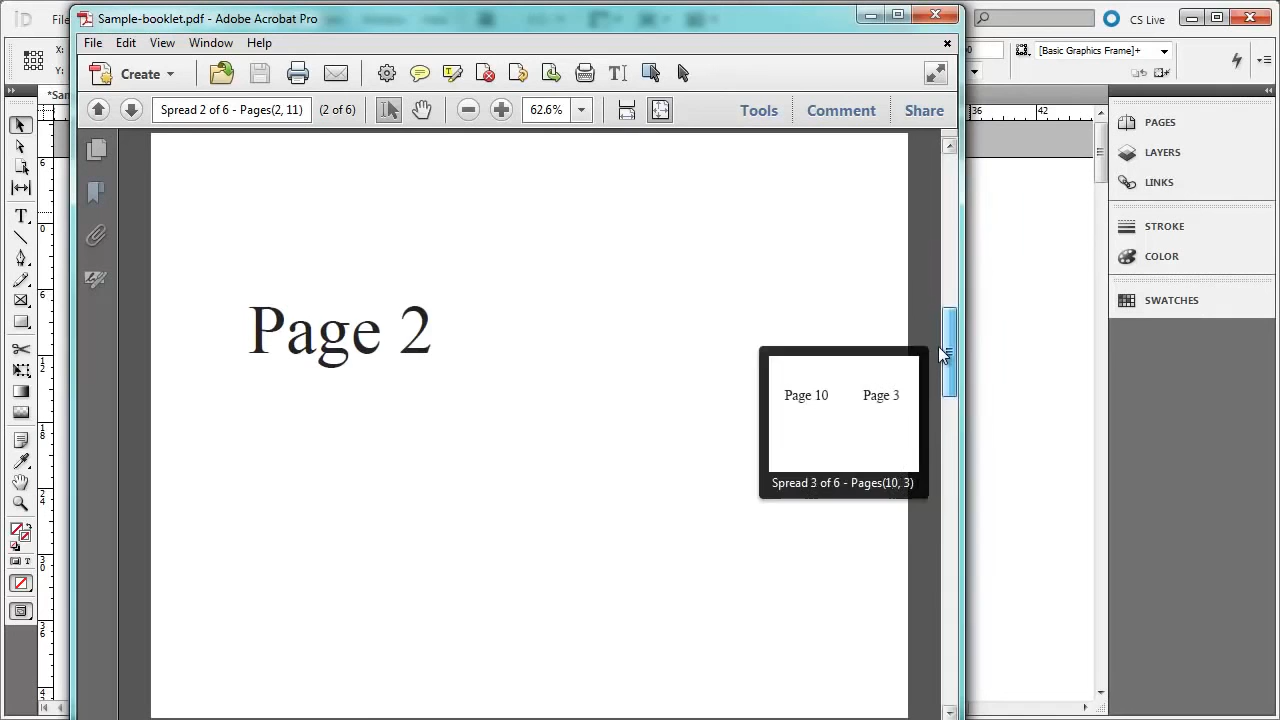 Sample-booklet.pdf - Adobe Acrobat Pro
CS Live
File Edit View Window Help
X:
Y:
[Basic Graphics Frame]+
Create
Spread 2 of 6 - Pages(2, 11) (2 of 6) 62.6% Tools Comment Share
36 42
PAGES
LAYERS
LINKS
STROKE
COLOR
SWATCHES
Page 2
Page 10 Page 3
Spread 3 of 6 - Pages(10, 3)